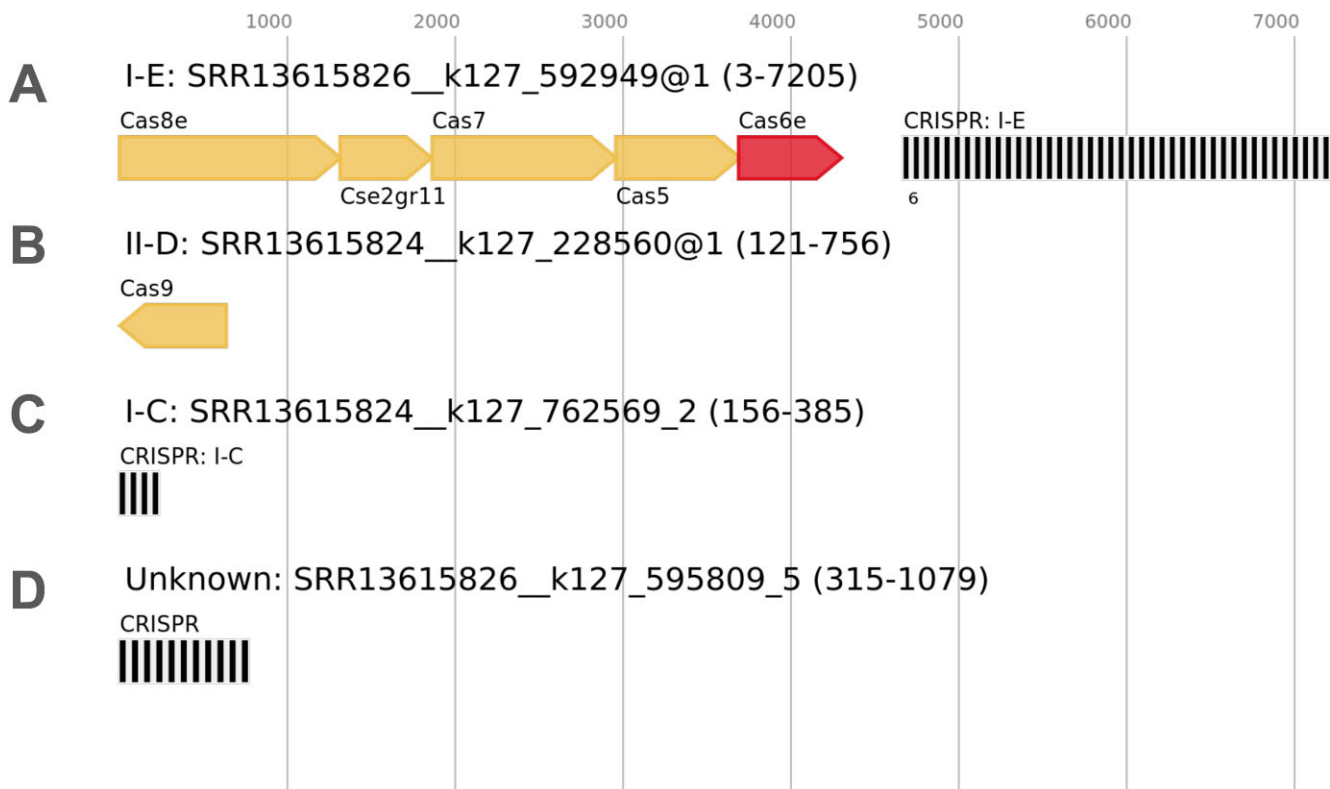 1000 2000 3000 4000 5000 6000 7000
A I-E: SRR13615826__k127_592949@1 (3-7205)
Cas8e Cas7 Cas6e CRISPR: I-E
Cse2gr11 Cas5 6
B II-D: SRR13615824__k127_228560@1 (121-756)
Cas9
C I-C: SRR13615824__k127_762569_2 (156-385)
CRISPR: I-C
D Unknown: SRR13615826__k127_595809_5 (315-1079)
CRISPR